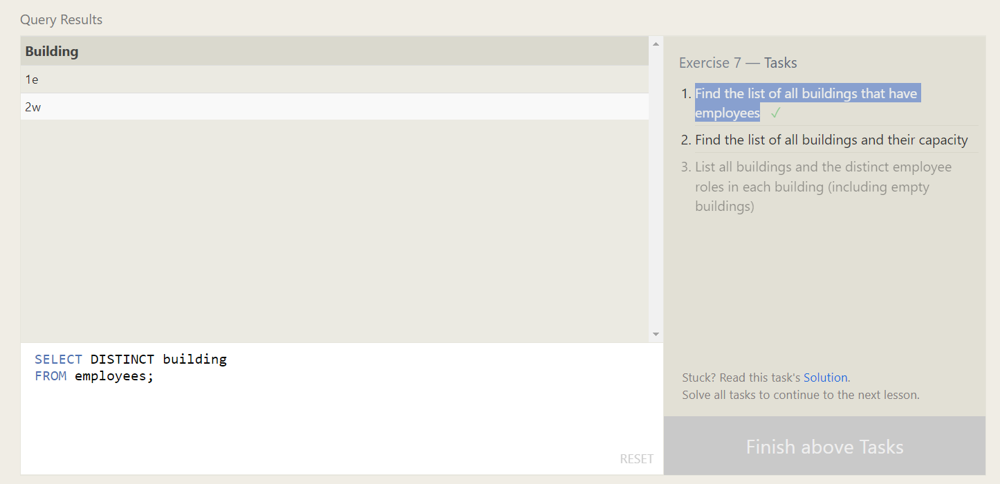 Query Results
Building
1e
2w
SELECT DISTINCT building
FROM employees;
RESET
Exercise 7 — Tasks
1. Find the list of all buildings that have
employees ✓
2. Find the list of all buildings and their capacity
3. List all buildings and the distinct employee
roles in each building (including empty
buildings)
Stuck? Read this task's Solution.
Solve all tasks to continue to the next lesson.
Finish above Tasks